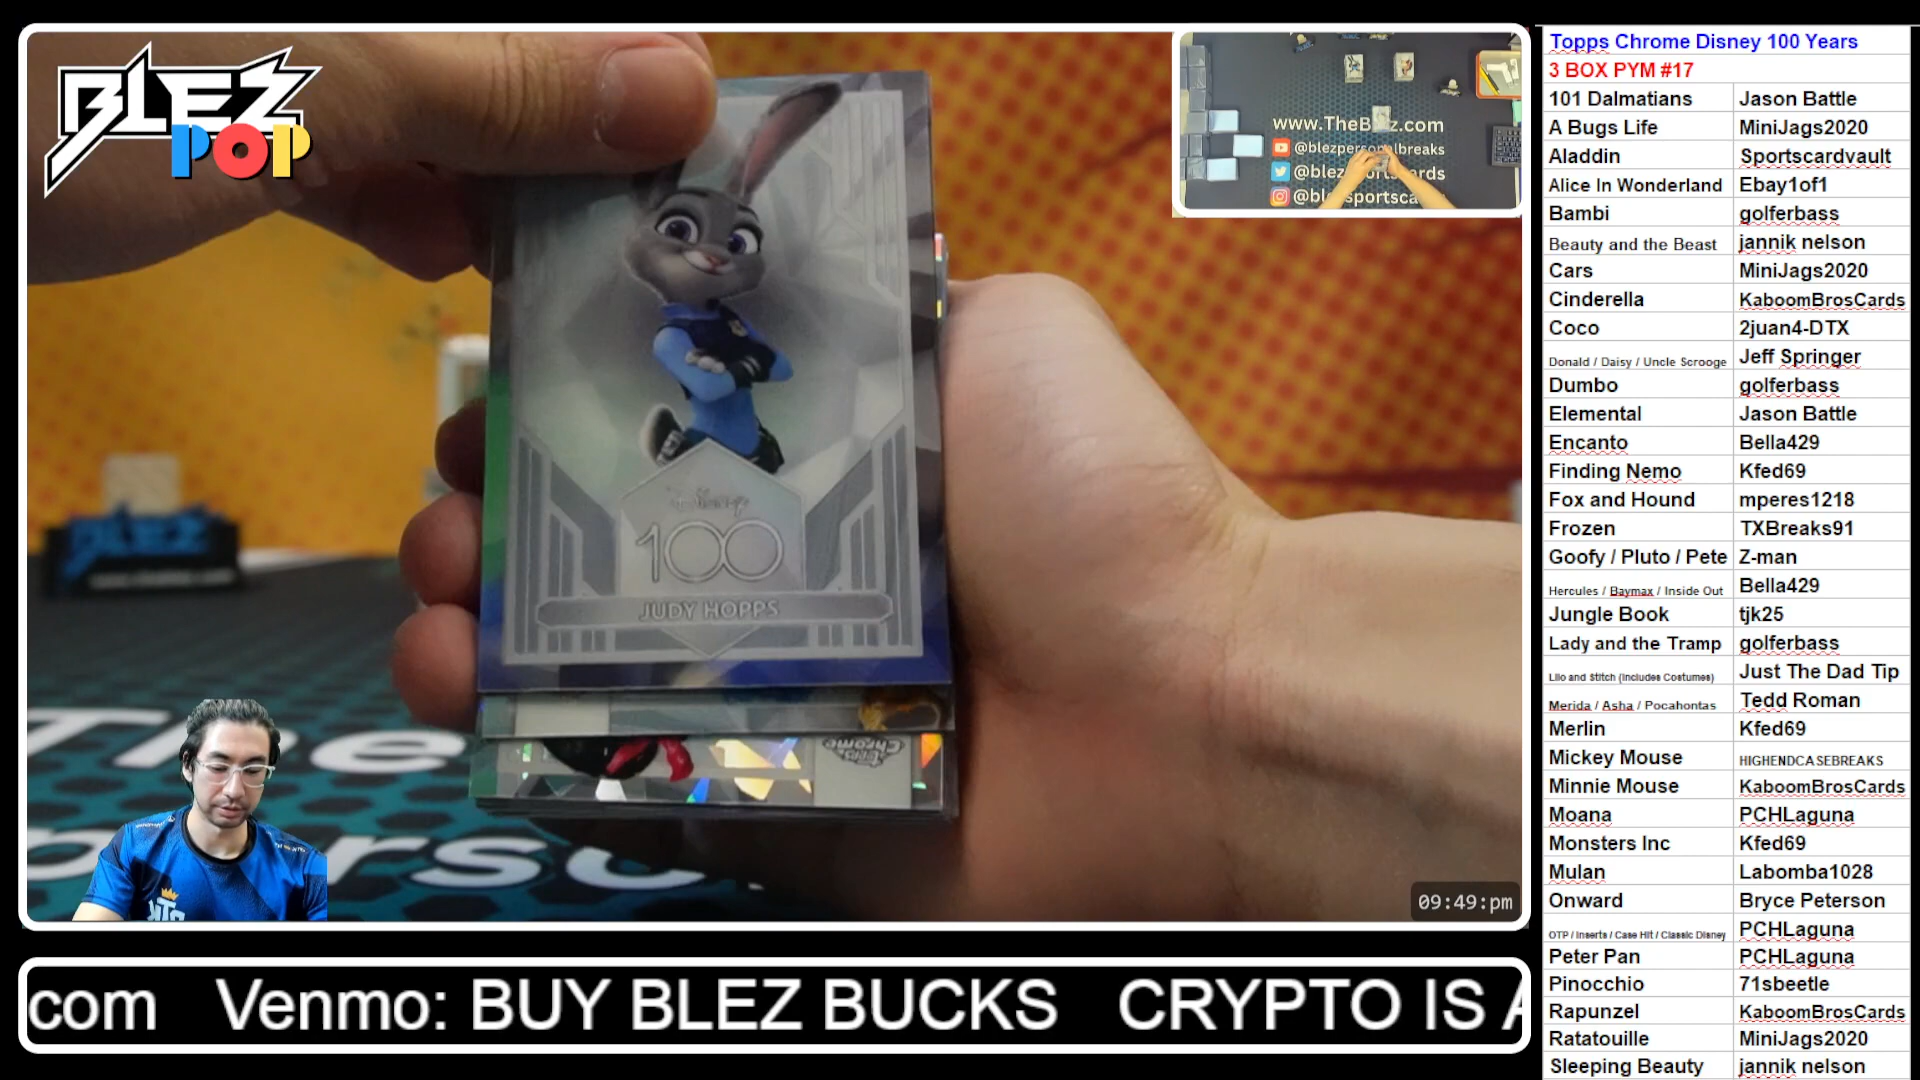 BLEZ
POP
Disney
100
JUDY HOPPS
Chrome
www.TheBlez.com
@blezpersonalbreaks
BLEZ
The
09:49:pm
com Venmo: BUY BLEZ BUCKS CRYPTO IS A
Topps Chrome Disney 100 Years
3 BOX PYM #17
101 Dalmatians Jason Battle
A Bugs Life MiniJags2020
Aladdin Sportscardvault
Alice In Wonderland Ebay1of1
Bambi golferbass
Beauty and the Beast jannik nelson
Cars MiniJags2020
Cinderella KaboomBrosCards
Coco 2juan4-DTX
Donald / Daisy / Uncle Scrooge Jeff Springer
Dumbo golferbass
Elemental Jason Battle
Encanto Bella429
Finding Nemo Kfed69
Fox and Hound mperes1218
Frozen TXBreaks91
Goofy / Pluto / Pete Z-man
Hercules / Baymax / Inside Out Bella429
Jungle Book tjk25
Lady and the Tramp golferbass
Lilo and Stitch (Includes Costumes) Just The Dad Tip
Merida / Asha / Pocahontas Tedd Roman
Merlin Kfed69
Mickey Mouse HIGHENDCASEBREAKS
Minnie Mouse KaboomBrosCards
Moana PCHLaguna
Monsters Inc Kfed69
Mulan Labomba1028
Onward Bryce Peterson
OTP / Inserts / Case Hit / Classic Disney PCHLaguna
Peter Pan PCHLaguna
Pinocchio 71sbeetle
Rapunzel KaboomBrosCards
Ratatouille MiniJags2020
Sleeping Beauty jannik nelson